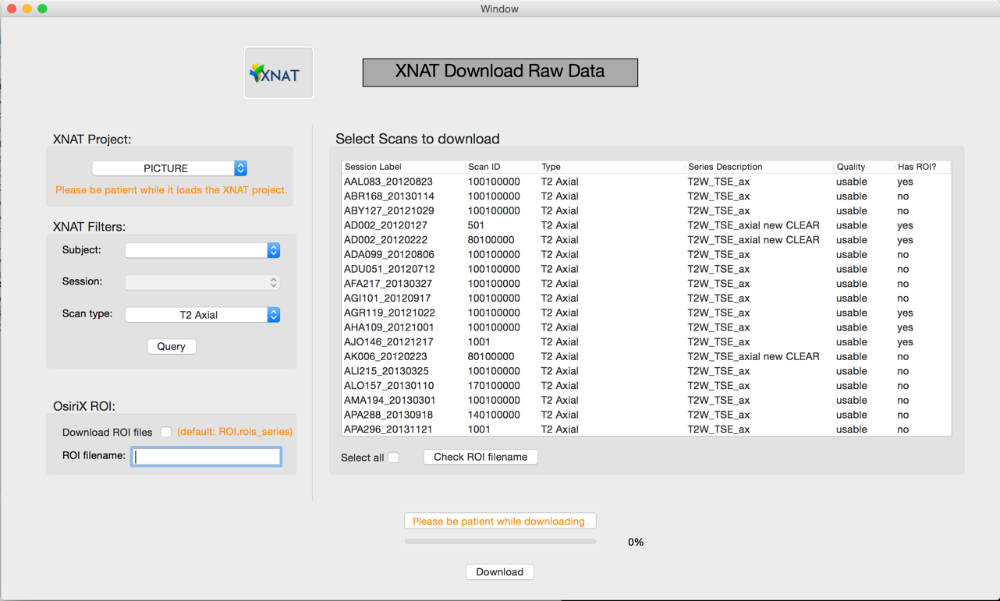 Window
XNAT
XNAT Download Raw Data
XNAT Project:
PICTURE
Please be patient while it loads the XNAT project.
XNAT Filters:
Subject:
Session:
Scan type: T2 Axial
Query
OsiriX ROI:
Download ROI files (default: ROI.rois_series)
ROI filename:
Select Scans to download
Session Label Scan ID Type Series Description Quality Has ROI?
AAL083_20120823 100100000 T2 Axial T2W_TSE_ax usable yes
ABR168_20130114 100100000 T2 Axial T2W_TSE_ax usable no
ABY127_20121029 100100000 T2 Axial T2W_TSE_ax usable no
AD002_20120127 501 T2 Axial T2W_TSE_axial new CLEAR usable yes
AD002_20120222 80100000 T2 Axial T2W_TSE_axial new CLEAR usable yes
ADA099_20120806 100100000 T2 Axial T2W_TSE_ax usable no
ADU051_20120712 100100000 T2 Axial T2W_TSE_ax usable no
AFA217_20130327 100100000 T2 Axial T2W_TSE_ax usable no
AGI101_20120917 100100000 T2 Axial T2W_TSE_ax usable no
AGR119_20121022 100100000 T2 Axial T2W_TSE_ax usable yes
AHA109_20121001 100100000 T2 Axial T2W_TSE_ax usable yes
AJO146_20121217 1001 T2 Axial T2W_TSE_ax usable yes
AK006_20120223 80100000 T2 Axial T2W_TSE_axial new CLEAR usable no
ALI215_20130325 100100000 T2 Axial T2W_TSE_ax usable no
ALO157_20130110 170100000 T2 Axial T2W_TSE_ax usable no
AMA194_20130301 100100000 T2 Axial T2W_TSE_ax usable no
APA288_20130918 140100000 T2 Axial T2W_TSE_ax usable no
APA296_20131121 1001 T2 Axial T2W_TSE_ax usable no
Select all Check ROI filename
Please be patient while downloading
0%
Download